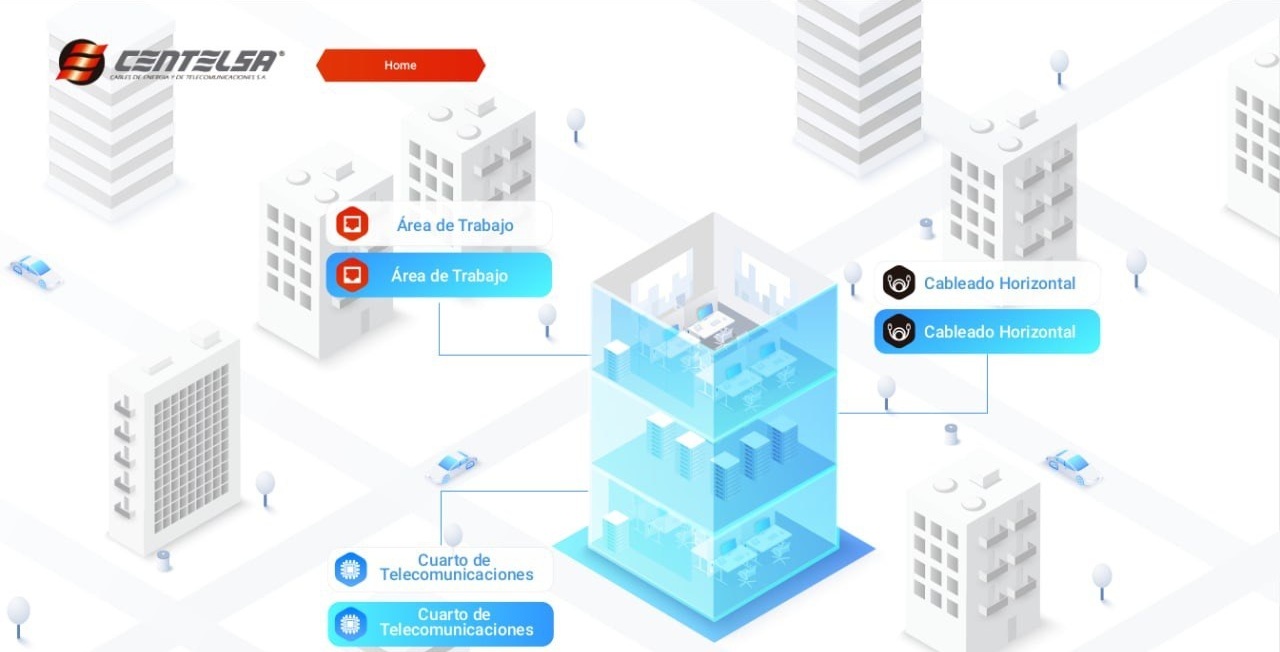 CENTELSA®
CABLES DE ENERGÍA Y DE TELECOMUNICACIONES S.A.
Home
Área de Trabajo
Área de Trabajo
Cableado Horizontal
Cableado Horizontal
Cuarto de
Telecomunicaciones
Cuarto de
Telecomunicaciones